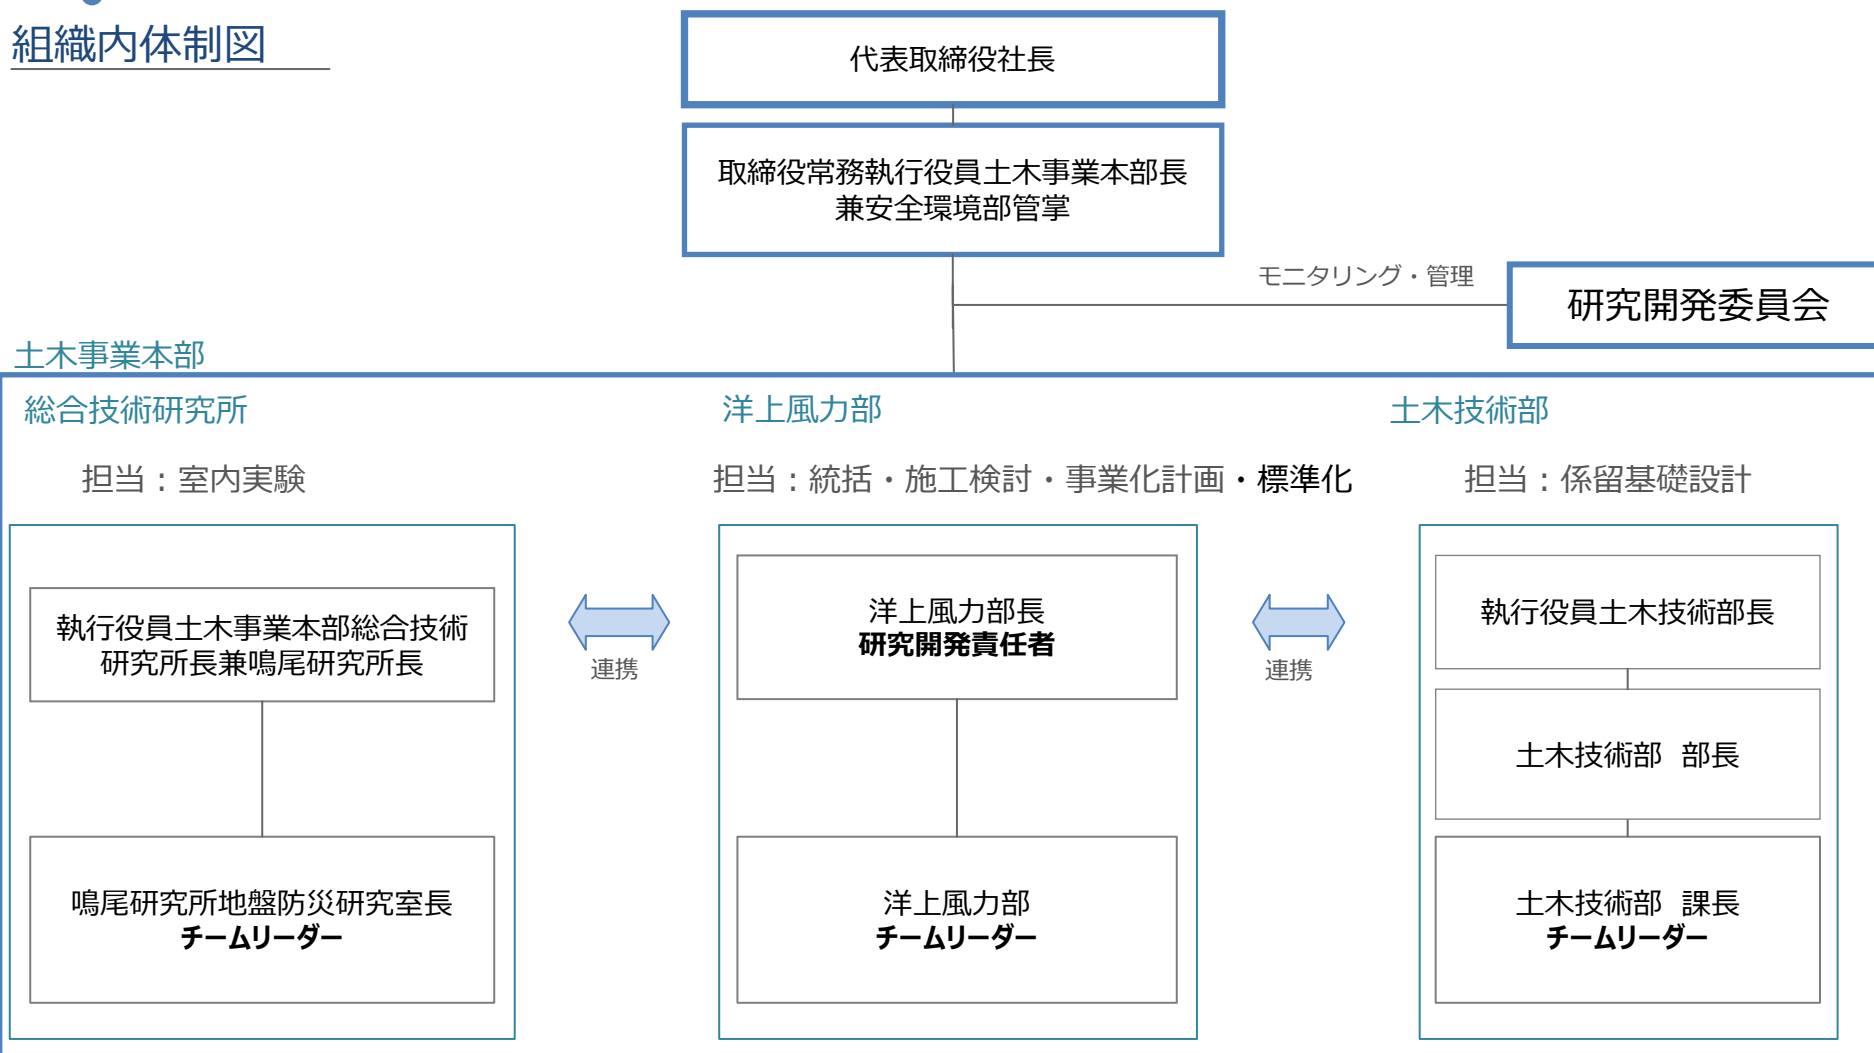 組織内体制図
代表取締役社長
取締役常務執行役員土木事業本部長
兼安全環境部管掌
モニタリング・管理
研究開発委員会
土木事業本部
総合技術研究所
担当：室内実験
執行役員土木事業本部総合技術
研究所長兼鳴尾研究所長
鳴尾研究所地盤防災研究室長
チームリーダー
連携
洋上風力部
担当：統括・施工検討・事業化計画・標準化
洋上風力部長
研究開発責任者
洋上風力部
チームリーダー
連携
土木技術部
担当：係留基礎設計
執行役員土木技術部長
土木技術部　部長
土木技術部　課長
チームリーダー